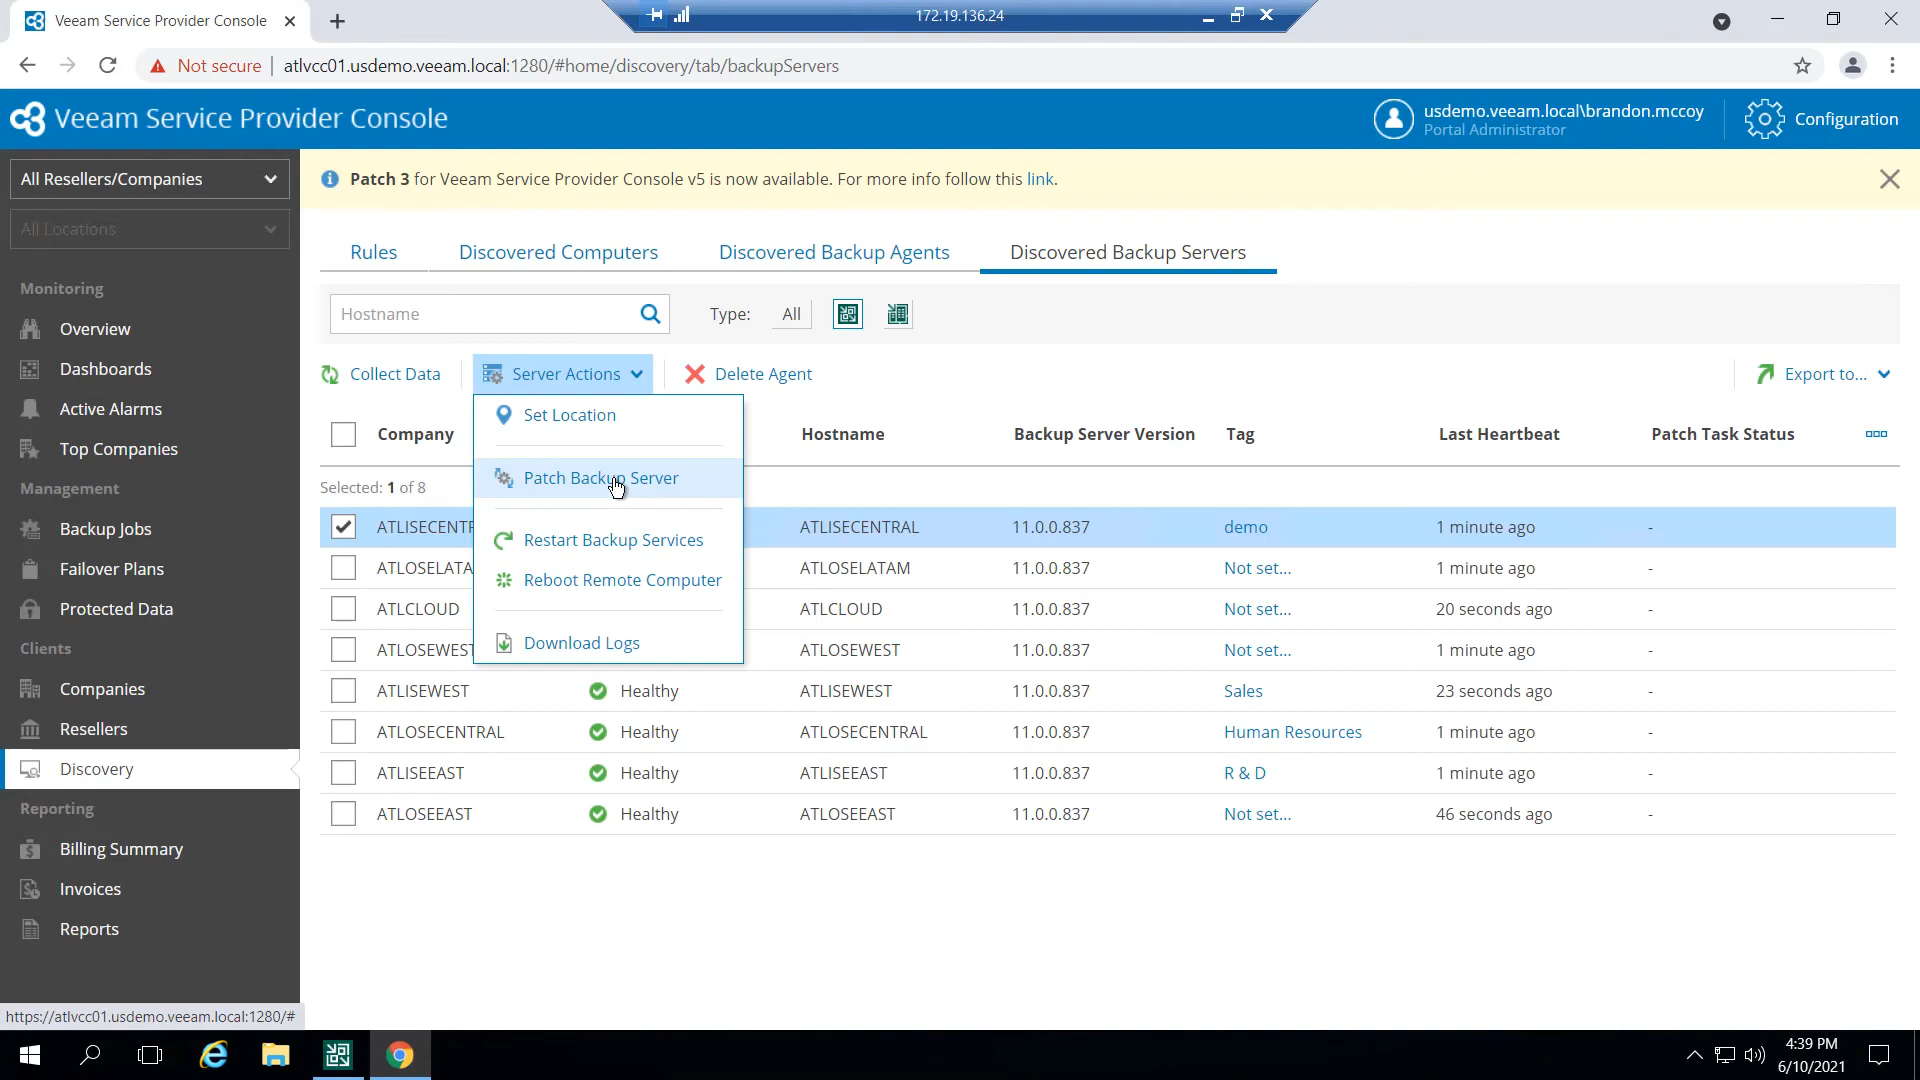 Veeam Service Provider Console
172.19.136.24
Not secure
atlvcc01.usdemo.veeam.local:1280/#home/discovery/tab/backupServers
Veeam Service Provider Console
usdemo.veeam.local\brandon.mccoy
Portal Administrator
Configuration
All Resellers/Companies
All Locations
Monitoring
Overview
Dashboards
Active Alarms
Top Companies
Management
Backup Jobs
Failover Plans
Protected Data
Clients
Companies
Resellers
Discovery
Reporting
Billing Summary
Invoices
Reports
https://atlvcc01.usdemo.veeam.local:1280/#
Patch 3 for Veeam Service Provider Console v5 is now available. For more info follow this link.
Rules Discovered Computers Discovered Backup Agents Discovered Backup Servers
Hostname Type: All
Collect Data Server Actions Delete Agent Export to...
Set Location
Patch Backup Server
Restart Backup Services
Reboot Remote Computer
Download Logs
Company Hostname Backup Server Version Tag Last Heartbeat Patch Task Status
Selected: 1 of 8
ATLISECENTR ATLISECENTRAL 11.0.0.837 demo 1 minute ago -
ATLOSELATA ATLOSELATAM 11.0.0.837 Not set... 1 minute ago -
ATLCLOUD ATLCLOUD 11.0.0.837 Not set... 20 seconds ago -
ATLOSEWEST ATLOSEWEST 11.0.0.837 Not set... 1 minute ago -
ATLISEWEST Healthy ATLISEWEST 11.0.0.837 Sales 23 seconds ago -
ATLOSECENTRAL Healthy ATLOSECENTRAL 11.0.0.837 Human Resources 1 minute ago -
ATLISEEAST Healthy ATLISEEAST 11.0.0.837 R & D 1 minute ago -
ATLOSEEAST Healthy ATLOSEEAST 11.0.0.837 Not set... 46 seconds ago -
4:39 PM
6/10/2021